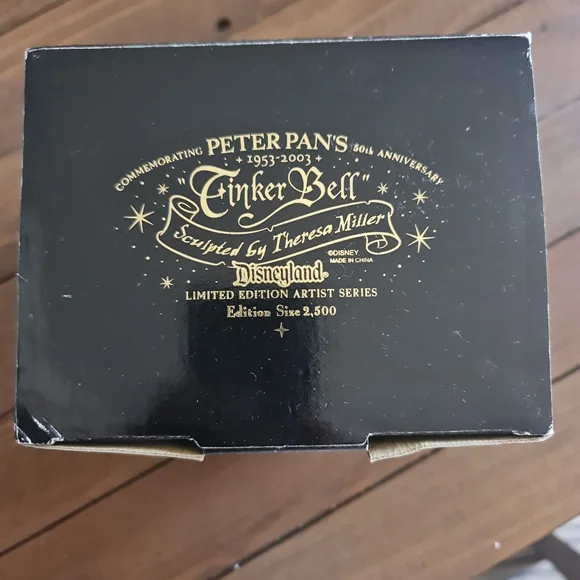 COMMEMORATING PETER PAN'S 50th ANNIVERSARY
1953-2003
"Tinker Bell"
Sculpted by Theresa Miller
©DISNEY
MADE IN CHINA
Disneyland®
LIMITED EDITION ARTIST SERIES
Edition Size 2,500